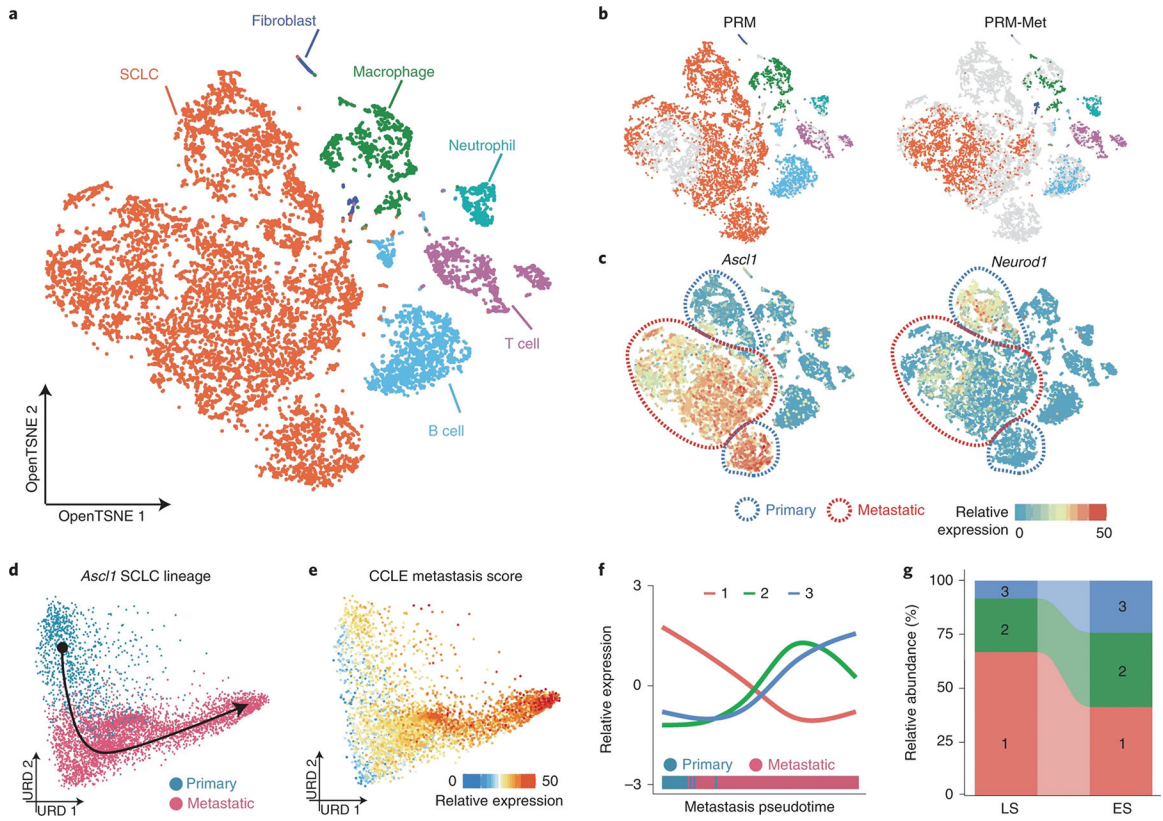 a
Fibroblast
SCLC
Macrophage
Neutrophil
T cell
B cell
OpenTSNE 2
OpenTSNE 1
b
PRM
PRM-Met
c
Ascl1
Neurod1
Primary
Metastatic
Relative
expression
0
50
d
Ascl1 SCLC lineage
Primary
Metastatic
URD 2
URD 1
e
CCLE metastasis score
0
50
Relative expression
URD 2
URD 1
f
3
0
–3
Relative expression
1
2
3
Primary
Metastatic
Metastasis pseudotime
g
100
75
50
25
0
Relative abundance (%)
3
2
1
3
2
1
LS
ES